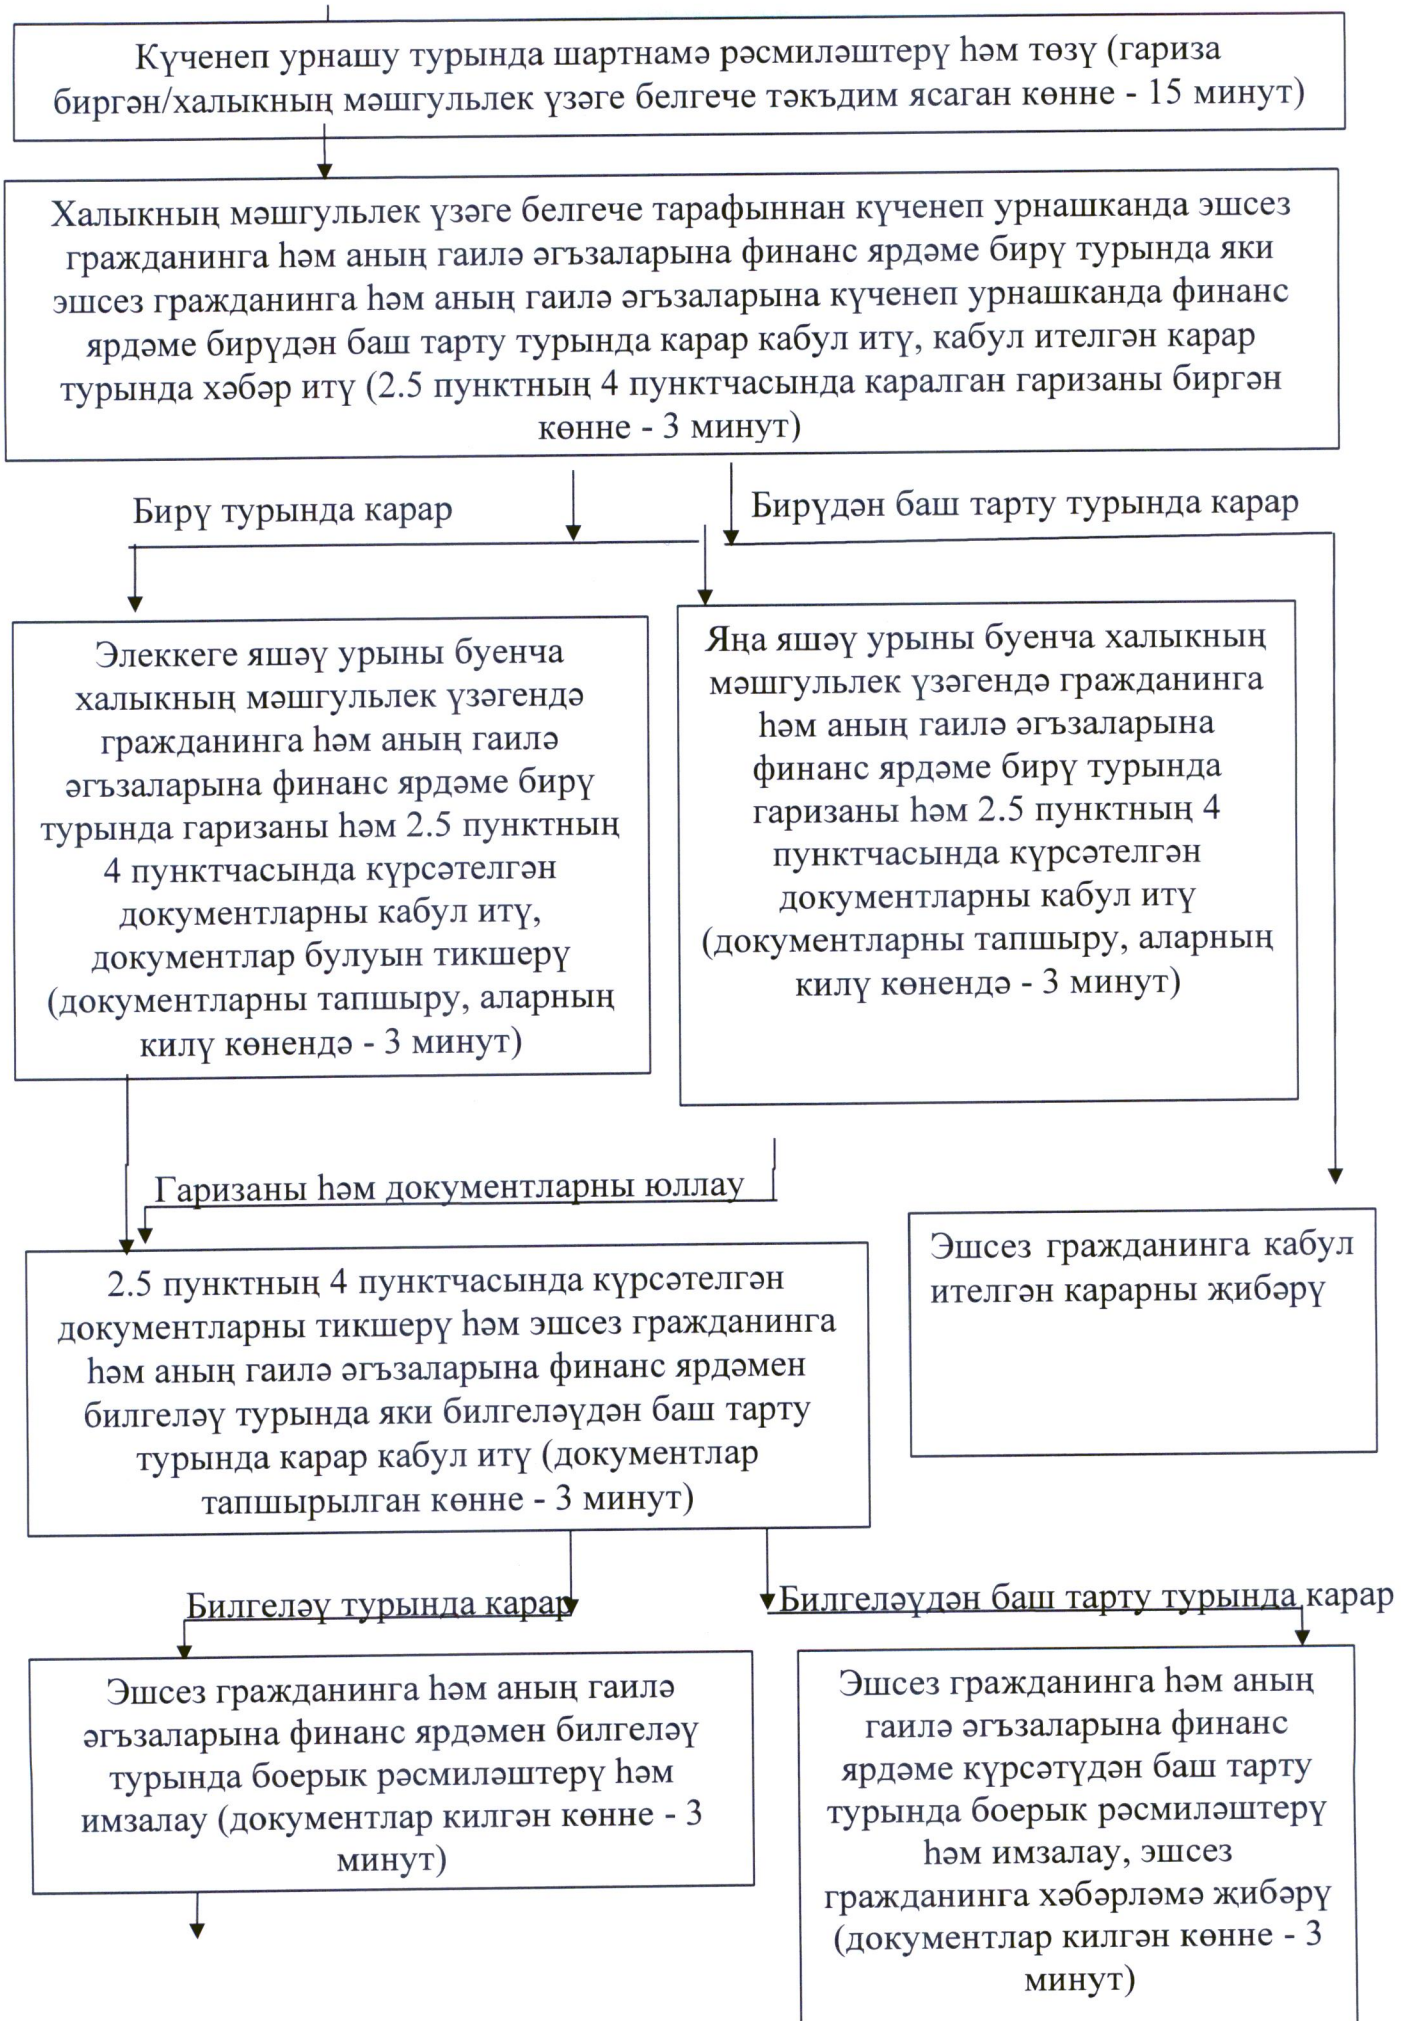 Күченеп урнашу турында шартнамә рәсмиләштерү һәм төзү (гариза
биргән/халыкның мәшгульлек үзәге белгече тәкъдим ясаган көнне - 15 минут)
Халыкның мәшгульлек үзәге белгече тарафыннан күченеп урнашканда эшсез
гражданинга һәм аның гаилә әгъзаларына финанс ярдәме бирү турында яки
эшсез гражданинга һәм аның гаилә әгъзаларына күченеп урнашканда финанс
ярдәме бирүдән баш тарту турында карар кабул итү, кабул ителгән карар
турында хәбәр итү (2.5 пунктның 4 пунктчасында каралган гаризаны биргән
көнне - 3 минут)
Бирү турында карар
Бирүдән баш тарту турында карар
Элеккеге яшәү урыны буенча
халыкның мәшгульлек үзәгендә
гражданинга һәм аның гаилә
әгъзаларына финанс ярдәме бирү
турында гаризаны һәм 2.5 пунктның
4 пунктчасында күрсәтелгән
документларны кабул итү,
документлар булуын тикшерү
(документларны тапшыру, аларның
килү көнендә - 3 минут)
Яңа яшәү урыны буенча халыкның
мәшгульлек үзәгендә гражданинга
һәм аның гаилә әгъзаларына
финанс ярдәме бирү турында
гаризаны һәм 2.5 пунктның 4
пунктчасында күрсәтелгән
документларны кабул итү
(документларны тапшыру, аларның
килү көнендә - 3 минут)
Гаризаны һәм документларны юллау
Эшсез гражданинга кабул
ителгән карарны җибәрү
2.5 пунктның 4 пунктчасында күрсәтелгән
документларны тикшерү һәм эшсез гражданинга
һәм аның гаилә әгъзаларына финанс ярдәмен
билгеләү турында яки билгеләүдән баш тарту
турында карар кабул итү (документлар
тапшырылган көнне - 3 минут)
Билгеләү турында карар
Билгеләүдән баш тарту турында карар
Эшсез гражданинга һәм аның гаилә
әгъзаларына финанс ярдәмен билгеләү
турында боерык рәсмиләштерү һәм
имзалау (документлар килгән көнне - 3
минут)
Эшсез гражданинга һәм аның
гаилә әгъзаларына финанс
ярдәме күрсәтүдән баш тарту
турында боерык рәсмиләштерү
һәм имзалау, эшсез
гражданинга хәбәрләмә җибәрү
(документлар килгән көнне - 3
минут)